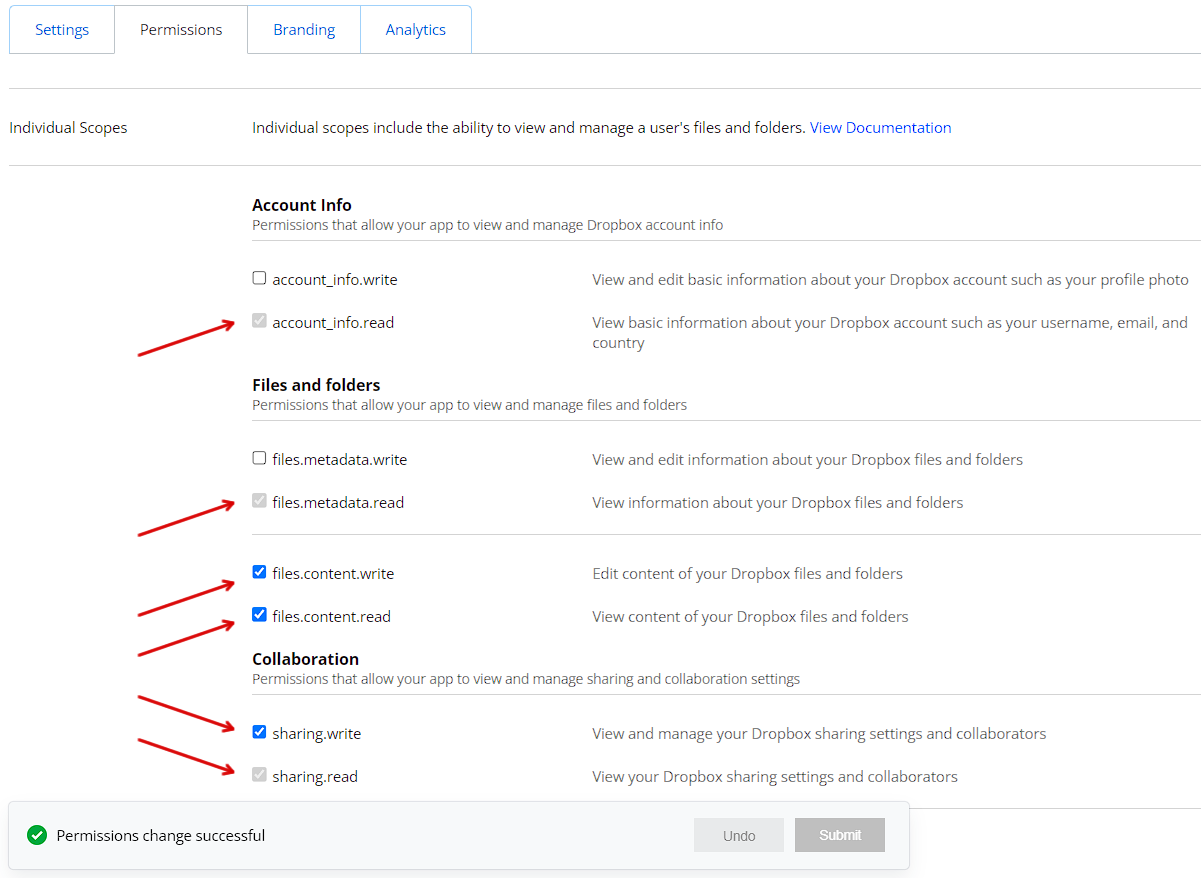 Settings Permissions Branding Analytics
Individual Scopes Individual scopes include the ability to view and manage a user's files and folders. View Documentation
Account Info
Permissions that allow your app to view and manage Dropbox account info
account_info.write View and edit basic information about your Dropbox account such as your profile photo
account_info.read View basic information about your Dropbox account such as your username, email, and
country
Files and folders
Permissions that allow your app to view and manage files and folders
files.metadata.write View and edit information about your Dropbox files and folders
files.metadata.read View information about your Dropbox files and folders
files.content.write Edit content of your Dropbox files and folders
files.content.read View content of your Dropbox files and folders
Collaboration
Permissions that allow your app to view and manage sharing and collaboration settings
sharing.write View and manage your Dropbox sharing settings and collaborators
sharing.read View your Dropbox sharing settings and collaborators
Permissions change successful Undo Submit